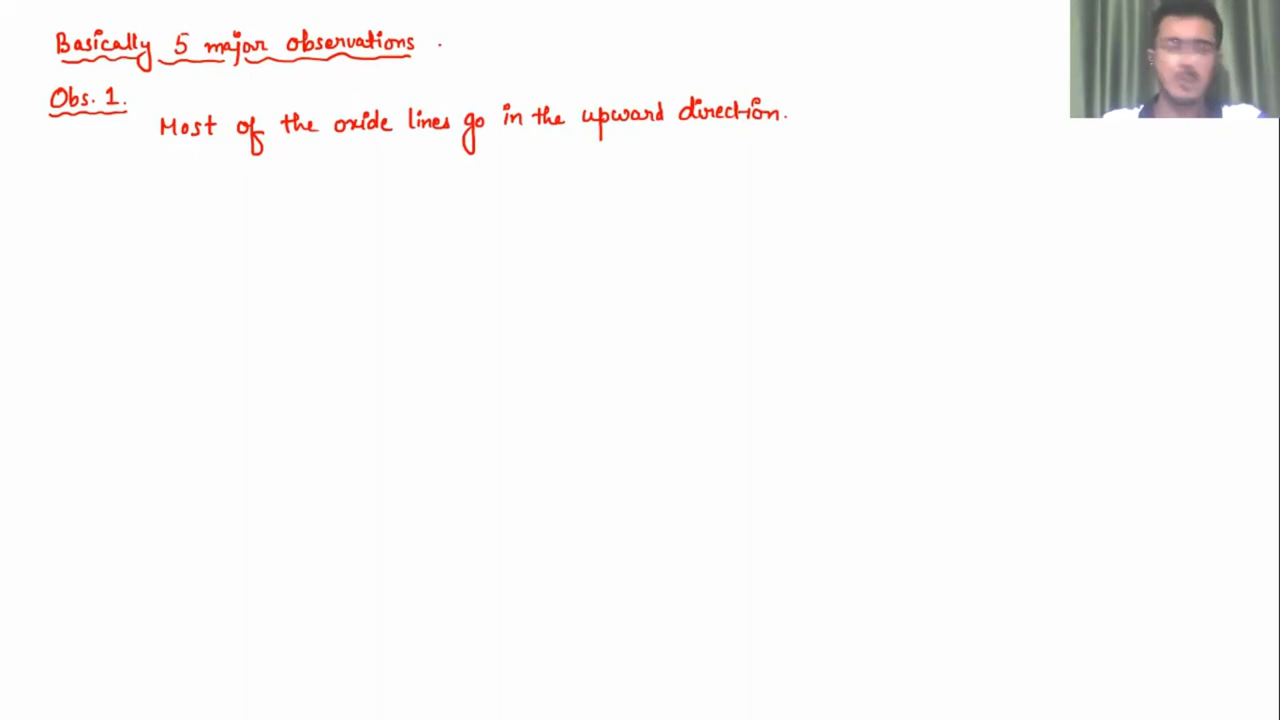 Basically 5 major observations.
Obs. 1.
Most of the oxide lines go in the upward direction.